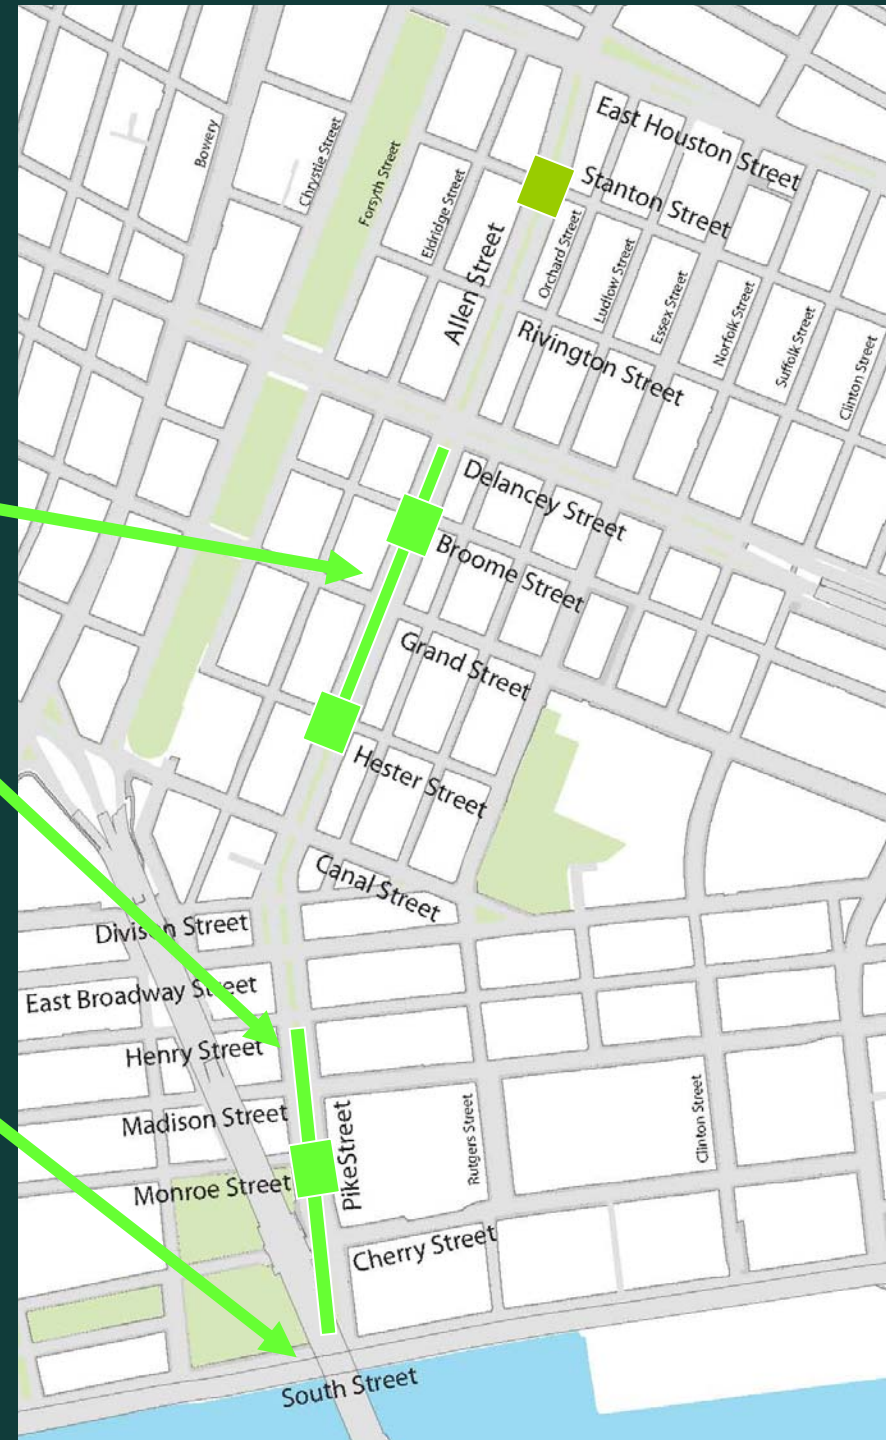 East Houston Street
Bowery
Chrystie Street
Forsyth Street
Stanton Street
Eldridge Street
Allen Street
Orchard Street
Ludlow Street
Essex Street
Norfolk Street
Suffolk Street
Clinton Street
Rivington Street
Delancey Street
Broome Street
Grand Street
Hester Street
Canal Street
Divison Street
East Broadway Street
Henry Street
Madison Street
PikeStreet
Rutgers Street
Clinton Street
Monroe Street
Cherry Street
South Street